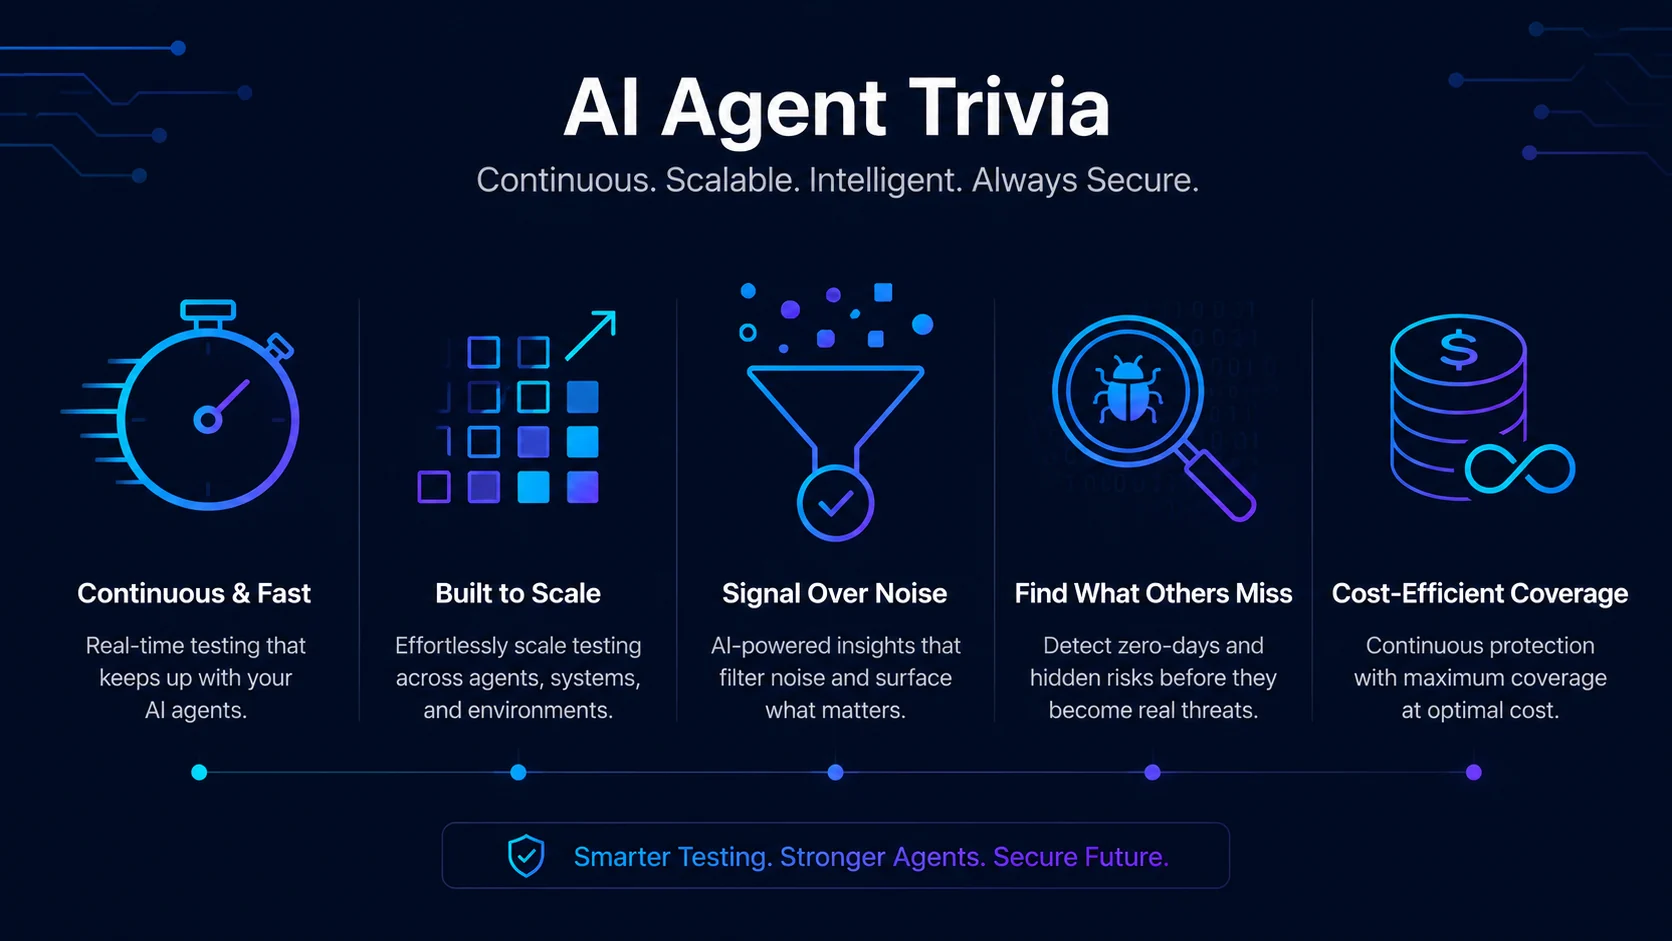 AI Agent Trivia
Continuous. Scalable. Intelligent. Always Secure.
$
Continuous & Fast
Real-time testing that
keeps up with your
AI agents.
Built to Scale
Effortlessly scale testing
across agents, systems,
and environments.
Signal Over Noise
AI-powered insights that
filter noise and surface
what matters.
Find What Others Miss
Detect zero-days and
hidden risks before they
become real threats.
Cost-Efficient Coverage
Continuous protection
with maximum coverage
at optimal cost.
Smarter Testing. Stronger Agents. Secure Future.